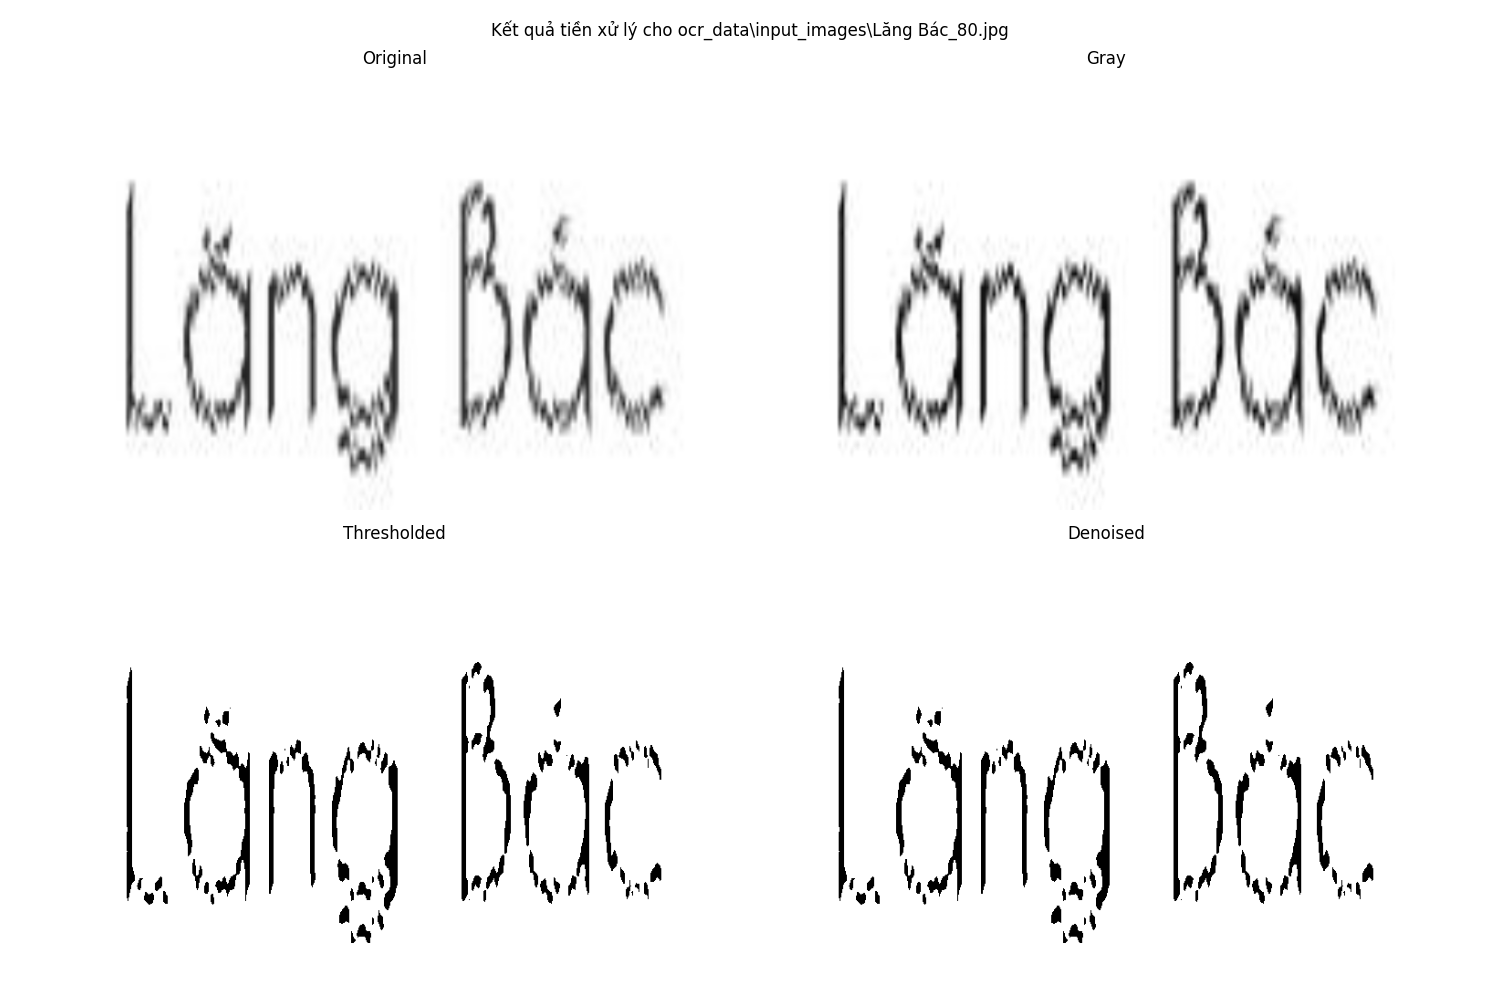 Kết quả tiền xử lý cho ocr_data\input_images\Lăng Bác_80.jpg
Original
Gray
Lăng Bác
Lăng Bác
Thresholded
Denoised
Lăng Bác
Lăng Bác